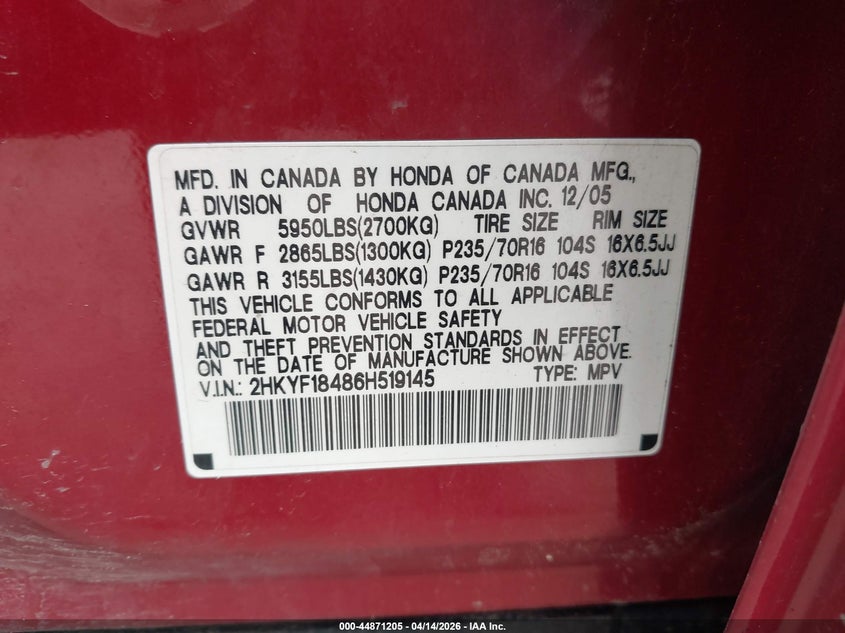 MFD. IN CANADA BY HONDA OF CANADA MFG.,
A DIVISION OF HONDA CANADA INC. 12/05
GVWR 5950LBS(2700KG) TIRE SIZE RIM SIZE
GAWR F 2865LBS(1300KG) P235/70R16 104S 16X6.5JJ
GAWR R 3155LBS(1430KG) P235/70R16 104S 16X6.5JJ
THIS VEHICLE CONFORMS TO ALL APPLICABLE
FEDERAL MOTOR VEHICLE SAFETY
AND THEFT PREVENTION STANDARDS IN EFFECT
ON THE DATE OF MANUFACTURE SHOWN ABOVE.
V.I.N.: 2HKYF18486H519145 TYPE: MPV
000-44871205 - 04/14/2026 - IAA Inc.